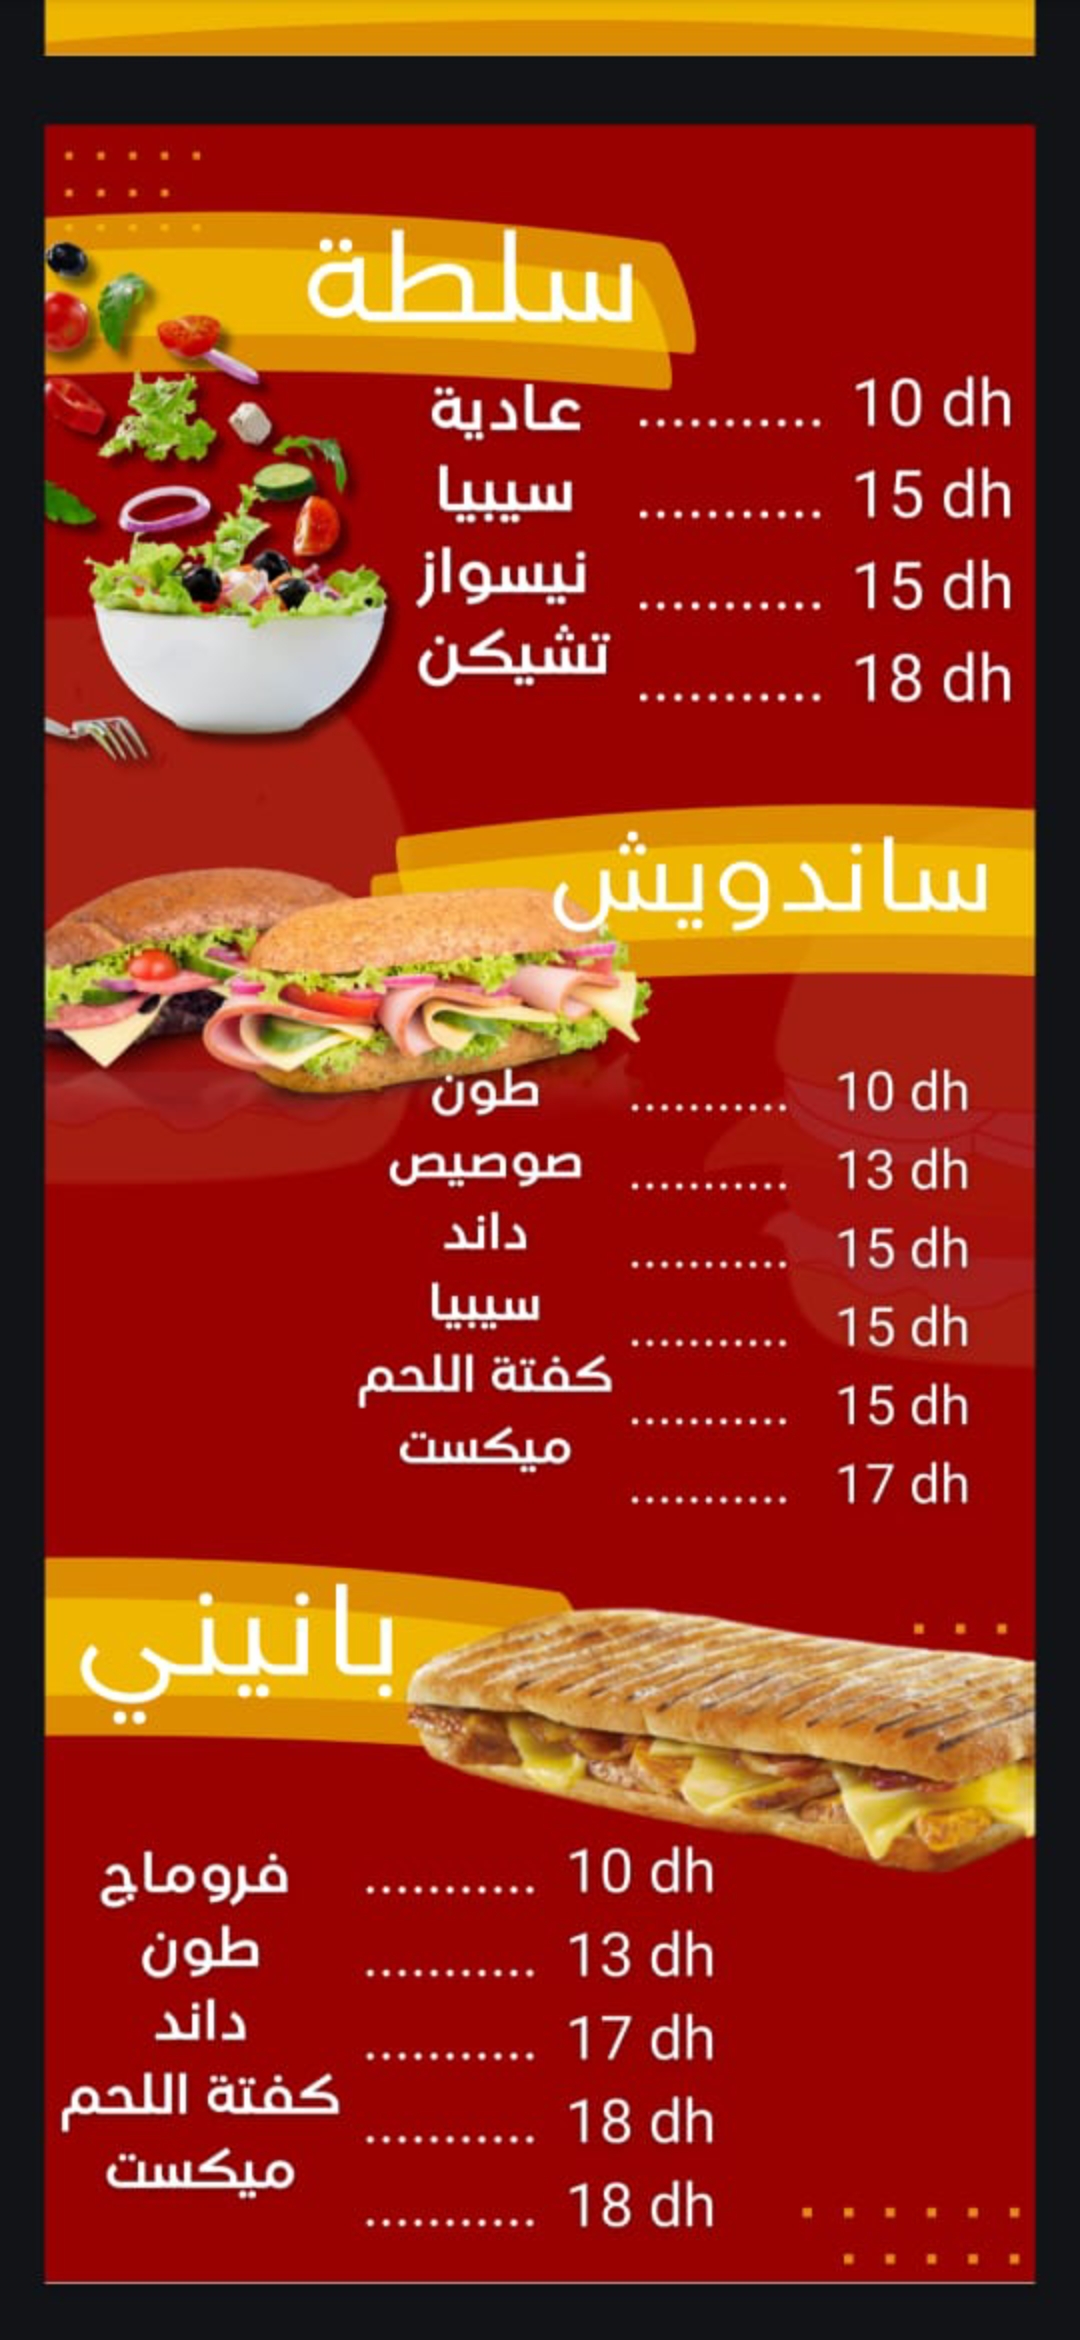 سلطة
عادية ........... 10 dh
سيبيا ........... 15 dh
نيسواز ........... 15 dh
تشيكن ........... 18 dh
ساندويش
طون ........... 10 dh
صوصيص ........... 13 dh
داند ........... 15 dh
سيبيا ........... 15 dh
كفتة اللحم ........... 15 dh
ميكست ........... 17 dh
بانيني
فروماج ........... 10 dh
طون ........... 13 dh
داند ........... 17 dh
كفتة اللحم ........... 18 dh
ميكست ........... 18 dh